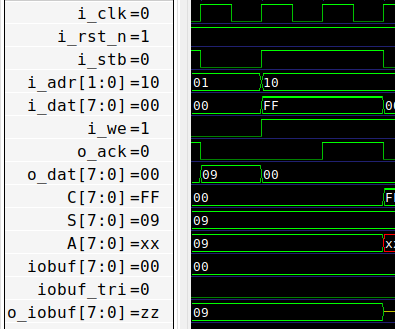 i_clk=0
i_rst_n=1
i_stb=0
i_adr[1:0]=10 01 10
i_dat[7:0]=00 00 FF 00
i_we=1
o_ack=0
o_dat[7:0]=00 09 00
C[7:0]=FF 00
S[7:0]=09 09
A[7:0]=xx 09 xx
iobuf[7:0]=00 00
iobuf_tri=0
o_iobuf[7:0]=zz 09